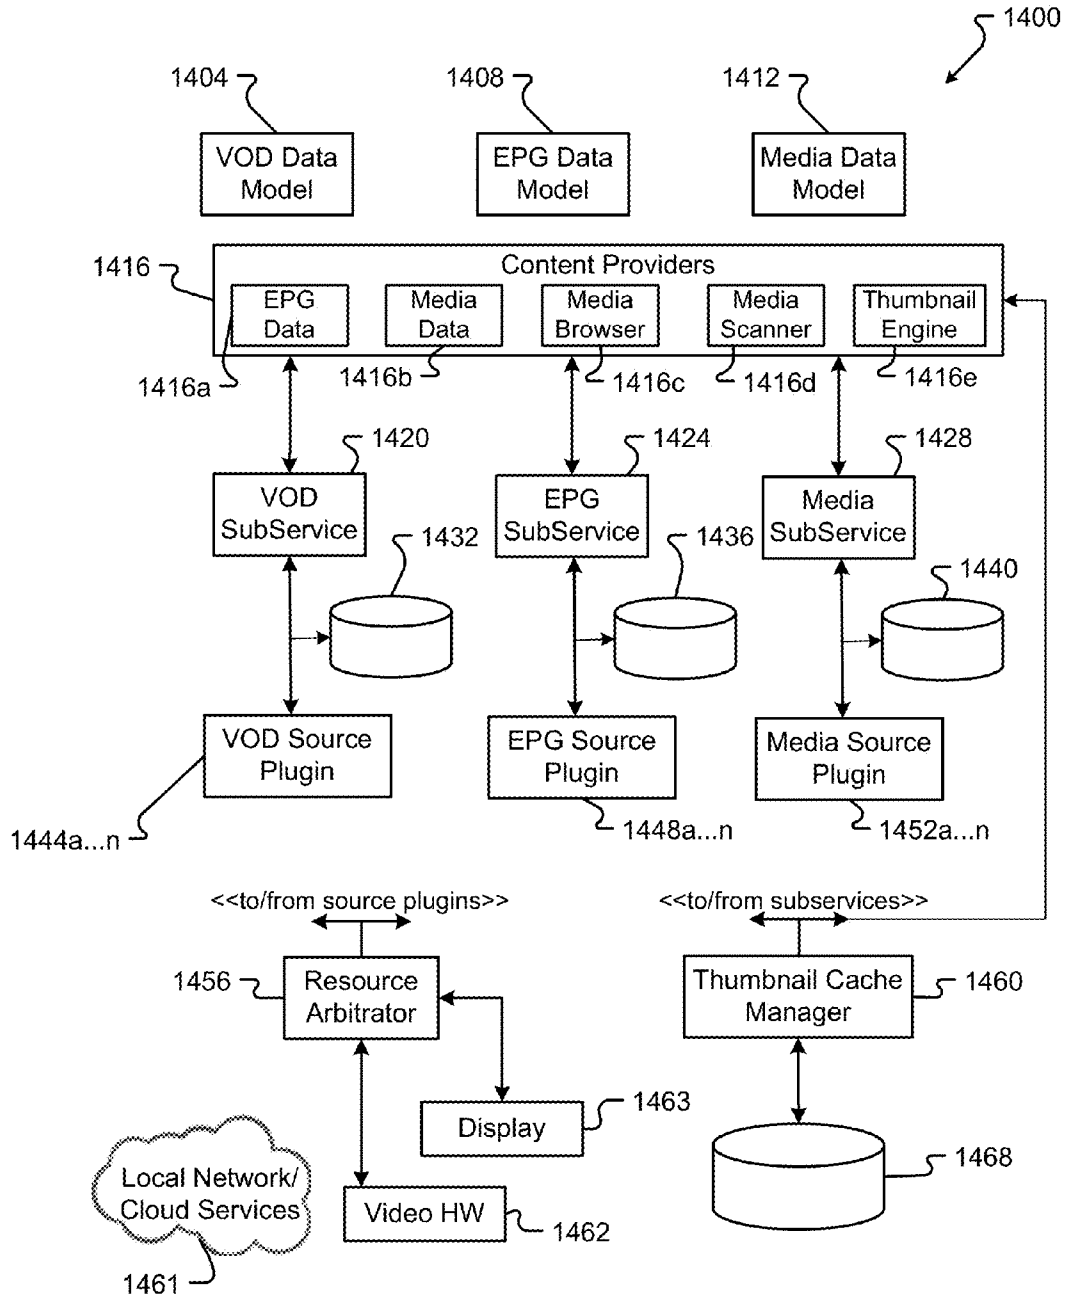 1400
1404
1408
1412
VOD Data
Model
EPG Data
Model
Media Data
Model
1416
Content Providers
EPG
Data
Media
Data
Media
Browser
Media
Scanner
Thumbnail
Engine
1416a
1416b
1416c
1416d
1416e
1420
1424
1428
VOD
SubService
EPG
SubService
Media
SubService
1432
1436
1440
VOD Source
Plugin
EPG Source
Plugin
Media Source
Plugin
1444a...n
1448a...n
1452a...n
<<to/from source plugins>>
<<to/from subservices>>
1456
Resource
Arbitrator
Thumbnail Cache
Manager
1460
Display
1463
Local Network/
Cloud Services
Video HW
1462
1468
1461